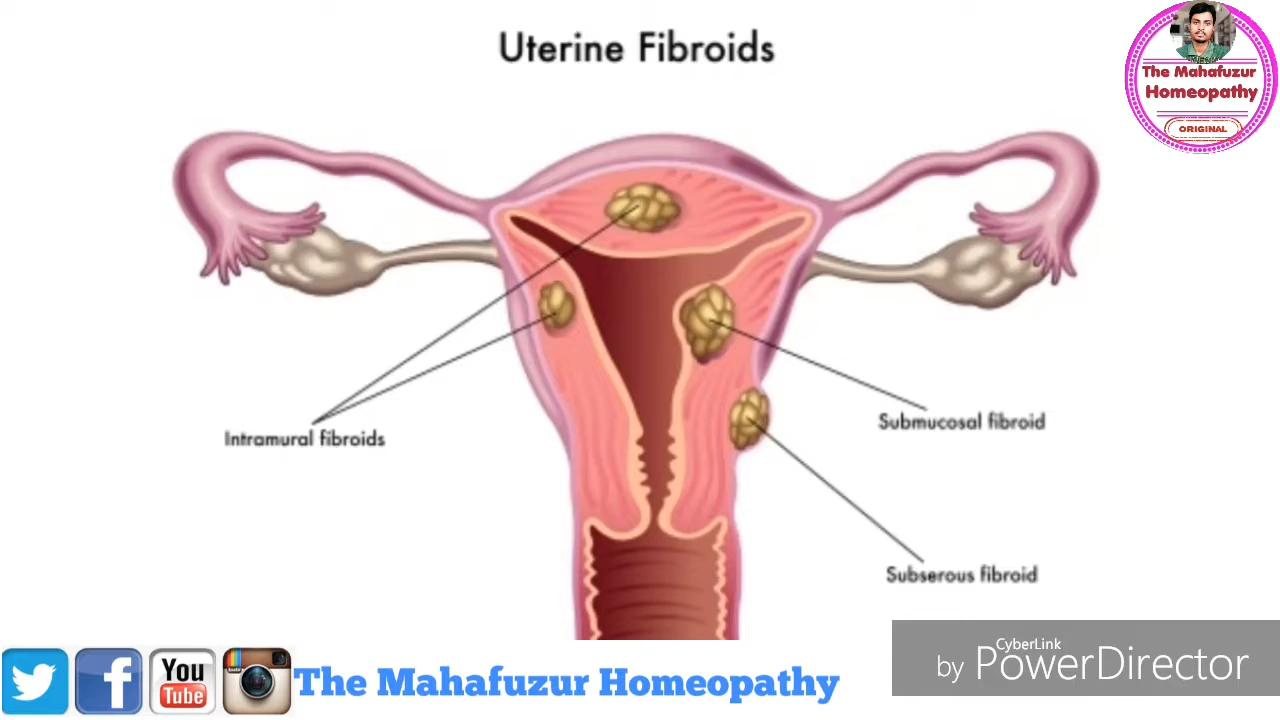 Uterine Fibroids
The Mahafuzur
Homeopathy
ORIGINAL
Intramural fibroids
Submucosal fibroid
Subserous fibroid
You
Tube
The Mahafuzur Homeopathy
CyberLink
by PowerDirector